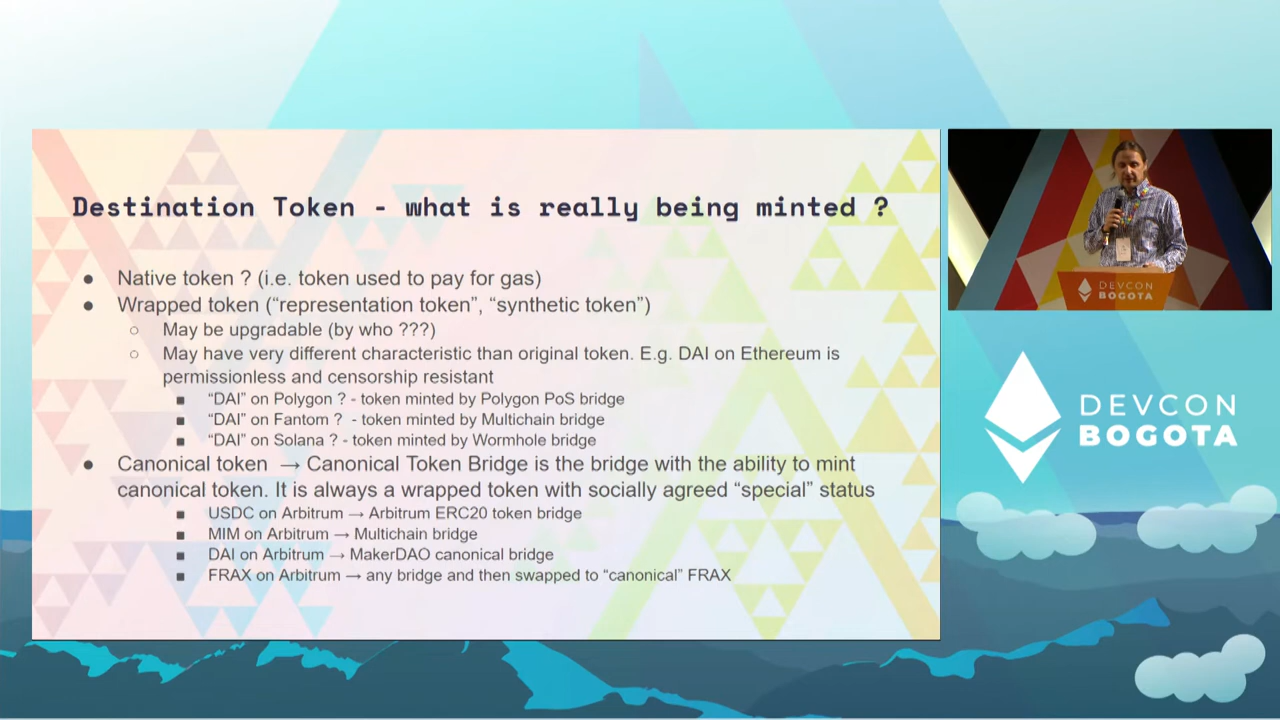 Destination Token - what is really being minted ?
● Native token ? (i.e. token used to pay for gas)
● Wrapped token (“representation token”, “synthetic token”)
○ May be upgradable (by who ???)
○ May have very different characteristic than original token. E.g. DAI on Ethereum is
permissionless and censorship resistant
■ “DAI” on Polygon ? - token minted by Polygon PoS bridge
■ “DAI” on Fantom ? - token minted by Multichain bridge
■ “DAI” on Solana ? - token minted by Wormhole bridge
● Canonical token → Canonical Token Bridge is the bridge with the ability to mint
canonical token. It is always a wrapped token with socially agreed “special” status
■ USDC on Arbitrum → Arbitrum ERC20 token bridge
■ MIM on Arbitrum → Multichain bridge
■ DAI on Arbitrum → MakerDAO canonical bridge
■ FRAX on Arbitrum → any bridge and then swapped to “canonical” FRAX
DEVCON
BOGOTA
DEVCON
BOGOTA